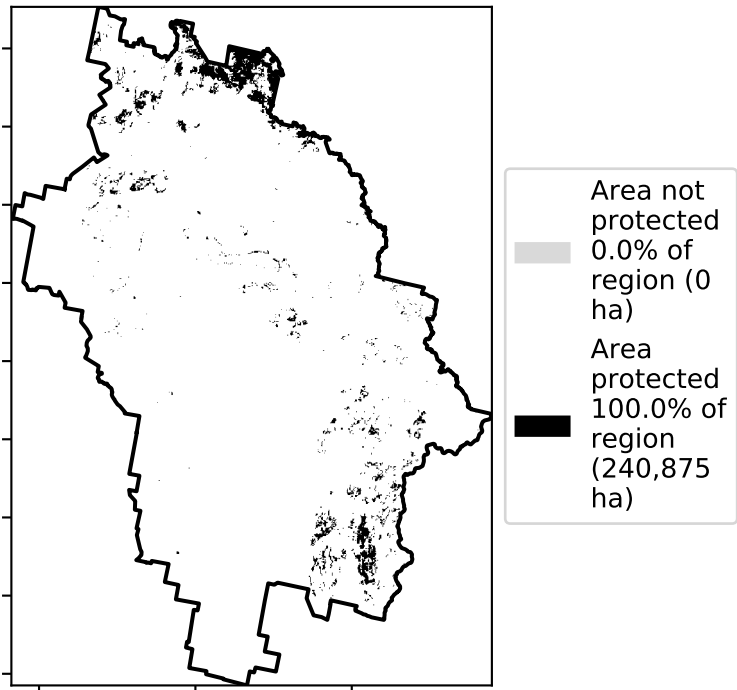 Area not
protected
0.0% of
region (0
ha)
Area
protected
100.0% of
region
(240,875
ha)